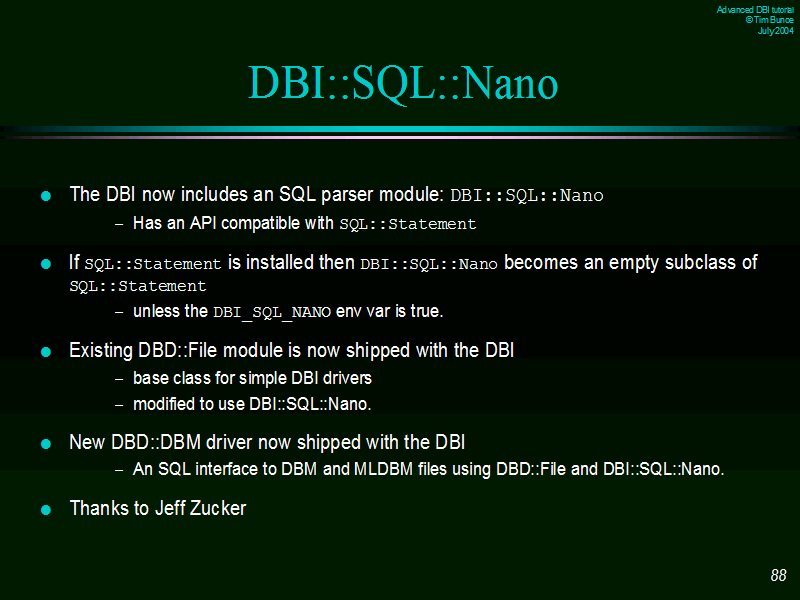 Advanced DBI tutorial
© Tim Bunce
July 2004
DBI::SQL::Nano
● The DBI now includes an SQL parser module: DBI::SQL::Nano
– Has an API compatible with SQL::Statement
● If SQL::Statement is installed then DBI::SQL::Nano becomes an empty subclass of
SQL::Statement
– unless the DBI_SQL_NANO env var is true.
● Existing DBD::File module is now shipped with the DBI
– base class for simple DBI drivers
– modified to use DBI::SQL::Nano.
● New DBD::DBM driver now shipped with the DBI
– An SQL interface to DBM and MLDBM files using DBD::File and DBI::SQL::Nano.
● Thanks to Jeff Zucker
88